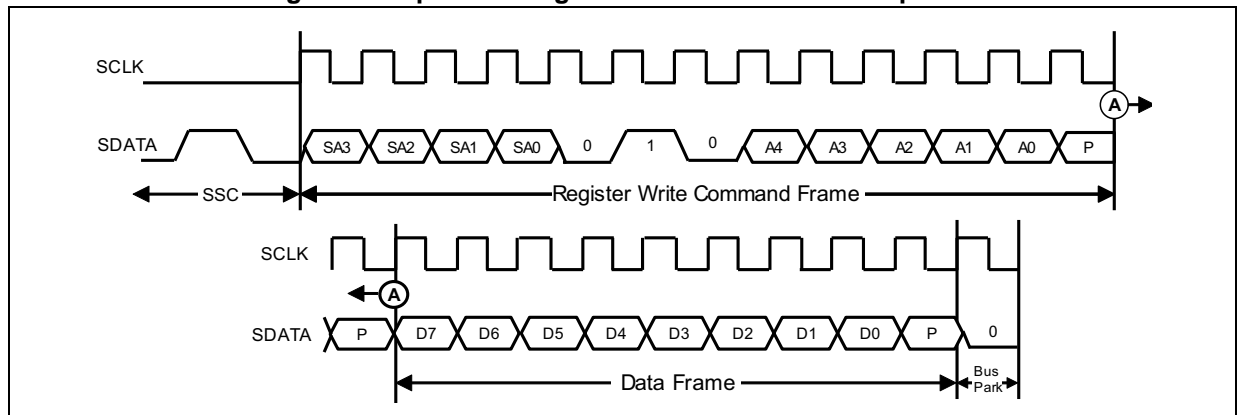 SCLK
A
SDATA SA3 SA2 SA1 SA0 0 1 0 A4 A3 A2 A1 A0 P
SSC Register Write Command Frame
SCLK
A
SDATA P D7 D6 D5 D4 D3 D2 D1 D0 P 0
Data Frame Bus
Park